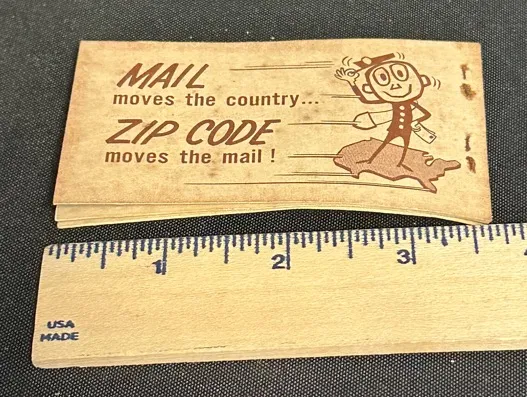 MAIL
moves the country...
ZIP CODE
moves the mail!
1 2 3
USA
MADE